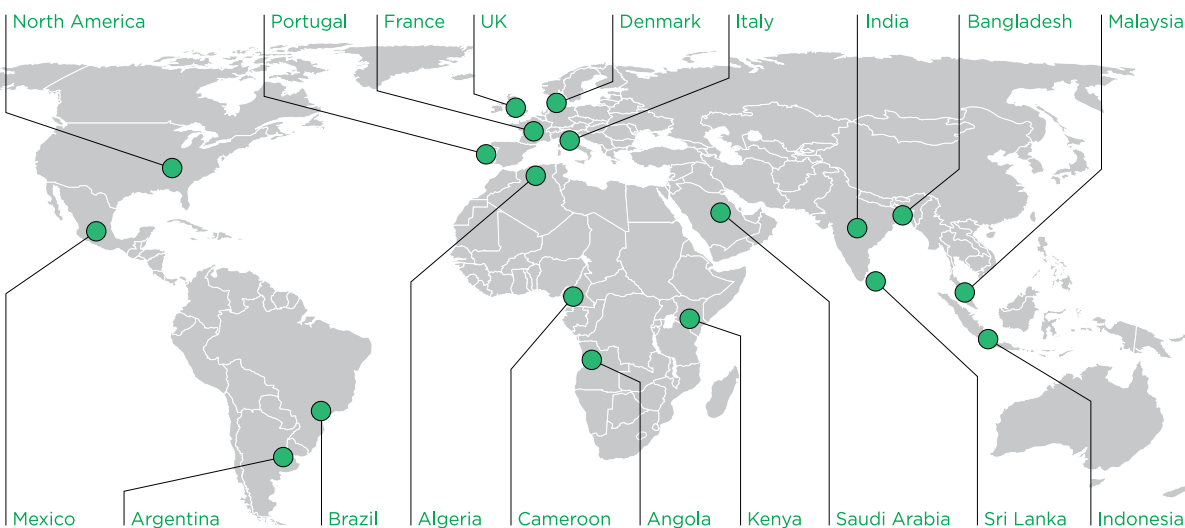 North America
Portugal
France
UK
Denmark
Italy
India
Bangladesh
Malaysia
Mexico
Argentina
Brazil
Algeria
Cameroon
Angola
Kenya
Saudi Arabia
Sri Lanka
Indonesia